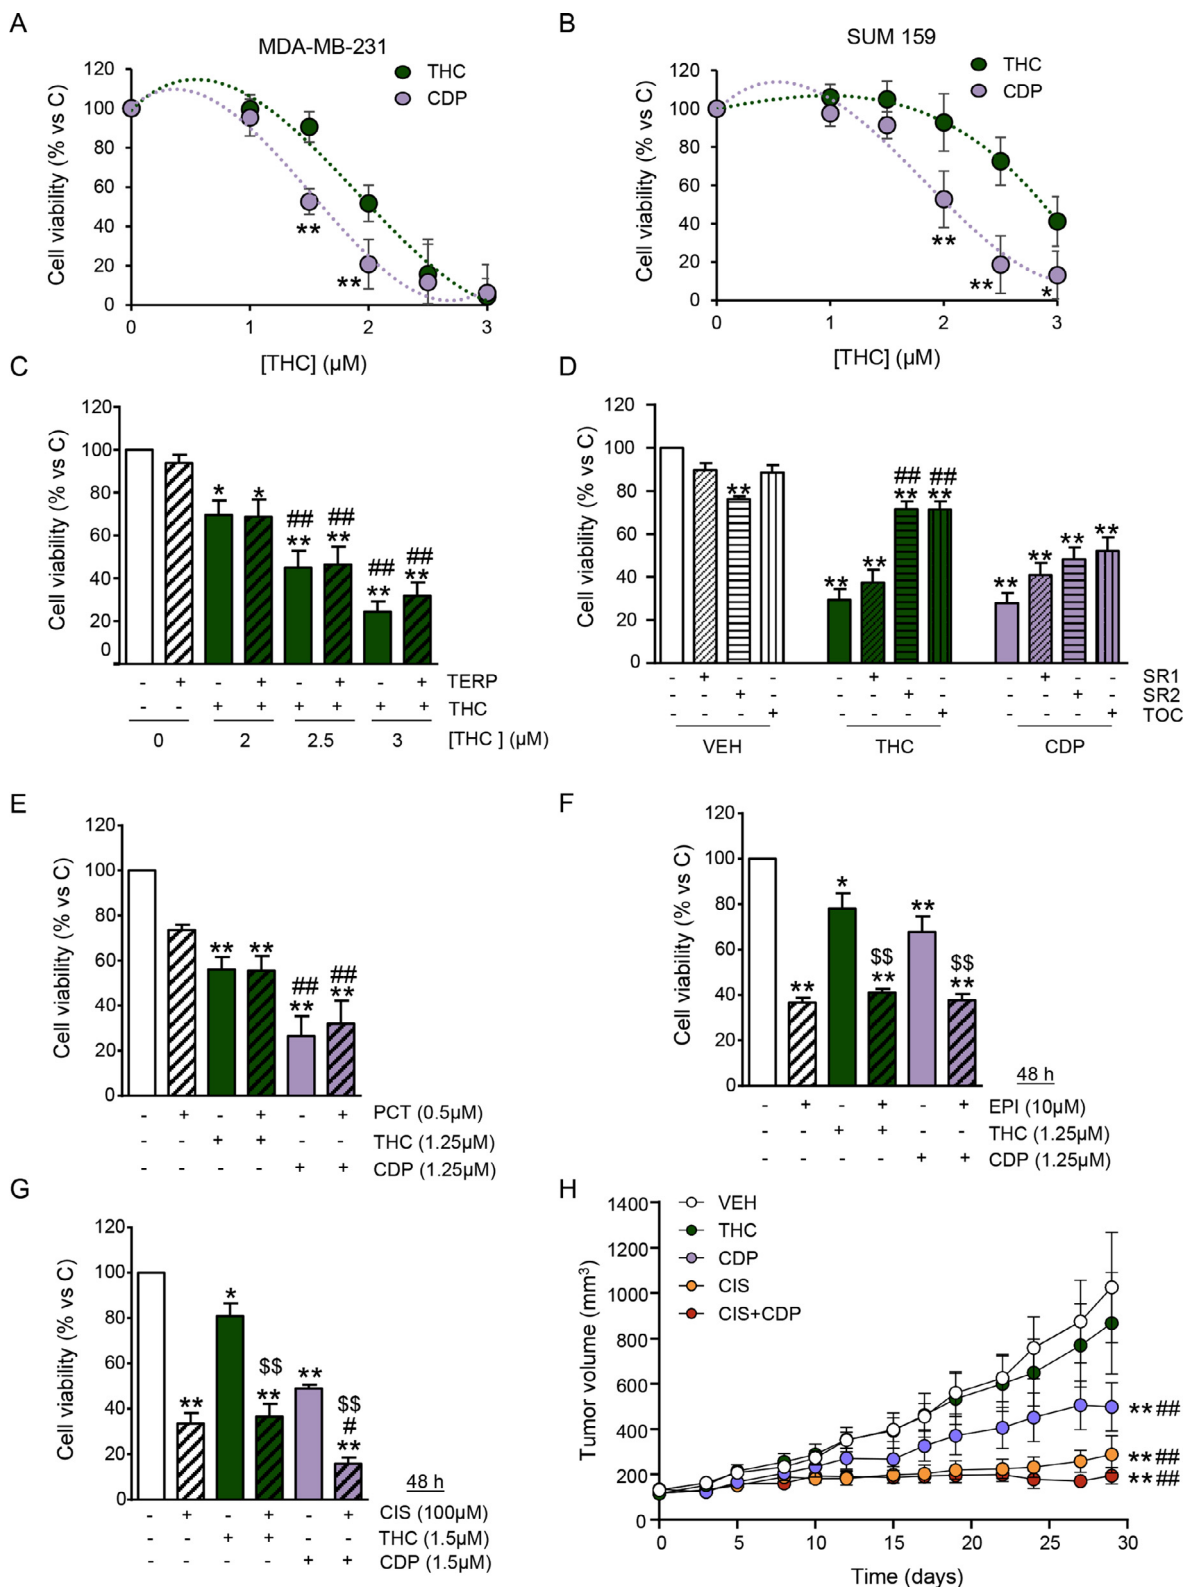 A
MDA-MB-231
THC
CDP
Cell viability (% vs C)
120
100
80
60
40
20
0
**
**
0 1 2 3
[THC] (µM)
B
SUM 159
THC
CDP
Cell viability (% vs C)
120
100
80
60
40
20
0
**
**
*
0 1 2 3
[THC] (µM)
C
Cell viability (% vs C)
120
100
80
60
40
20
0
* * ## ** ## ** ## ** ## **
- + - + - + - + TERP
- - + + + + + + THC
0 2 2.5 3 [THC ] (µM)
D
Cell viability (% vs C)
120
100
80
60
40
20
0
** ** ** ## ** ## ** ** ** ** **
- + - - - + - - - + - - SR1
- - + - - - + - - - + - SR2
- - - + - - - + - - - + TOC
VEH THC CDP
E
Cell viability (% vs C)
120
100
80
60
40
20
0
** ** ## ** ## **
- + - + - + PCT (0.5µM)
- - + + - - THC (1.25µM)
- - - - + + CDP (1.25µM)
F
Cell viability (% vs C)
120
100
80
60
40
20
0
** * $$ ** ** $$ **
48 h
- + - + - + EPI (10µM)
- - + + - - THC (1.25µM)
- - - - + + CDP (1.25µM)
G
Cell viability (% vs C)
120
100
80
60
40
20
0
** * $$ ** ** $$ # **
48 h
- + - + - + CIS (100µM)
- - + + - - THC (1.5µM)
- - - - + + CDP (1.5µM)
H
VEH
THC
CDP
CIS
CIS+CDP
Tumor volume (mm³)
1400
1200
1000
800
600
400
200
0
**##
**##
**##
0 5 10 15 20 25 30
Time (days)